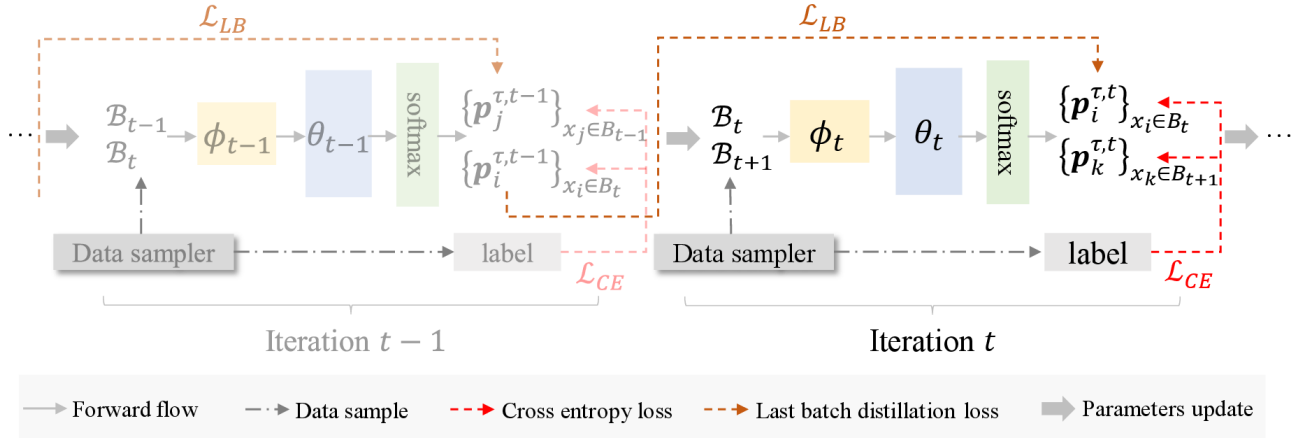 ℒ_LB
ℒ_LB
⋯
ℬ_{t−1}
ℬ_t
ϕ_{t−1}
θ_{t−1}
softmax
{𝒑_j^{τ,t−1}}_{x_j∈B_{t−1}}
{𝒑_i^{τ,t−1}}_{x_i∈B_t}
Data sampler
label
ℒ_CE
Iteration t − 1
ℬ_t
ℬ_{t+1}
ϕ_t
θ_t
softmax
{𝒑_i^{τ,t}}_{x_i∈B_t}
{𝒑_k^{τ,t}}_{x_k∈B_{t+1}}
⋯
Data sampler
label
ℒ_CE
Iteration t
Forward flow
Data sample
Cross entropy loss
Last batch distillation loss
Parameters update